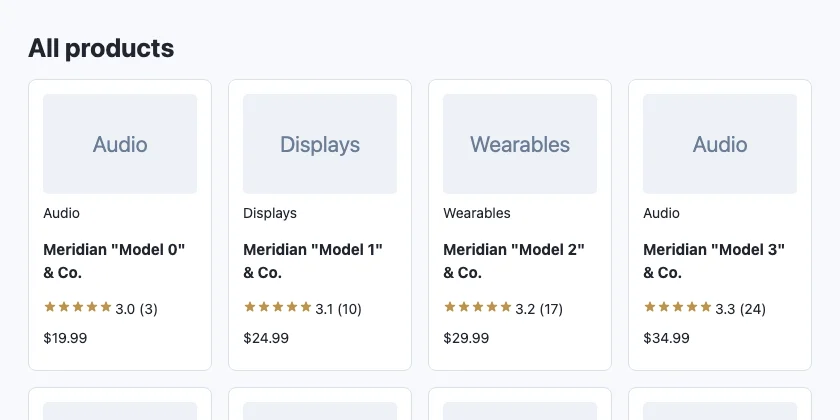 All products
Audio
Audio
Meridian "Model 0"
& Co.
★★★★★ 3.0 (3)
$19.99
Displays
Displays
Meridian "Model 1"
& Co.
★★★★★ 3.1 (10)
$24.99
Wearables
Wearables
Meridian "Model 2"
& Co.
★★★★★ 3.2 (17)
$29.99
Audio
Audio
Meridian "Model 3"
& Co.
★★★★★ 3.3 (24)
$34.99